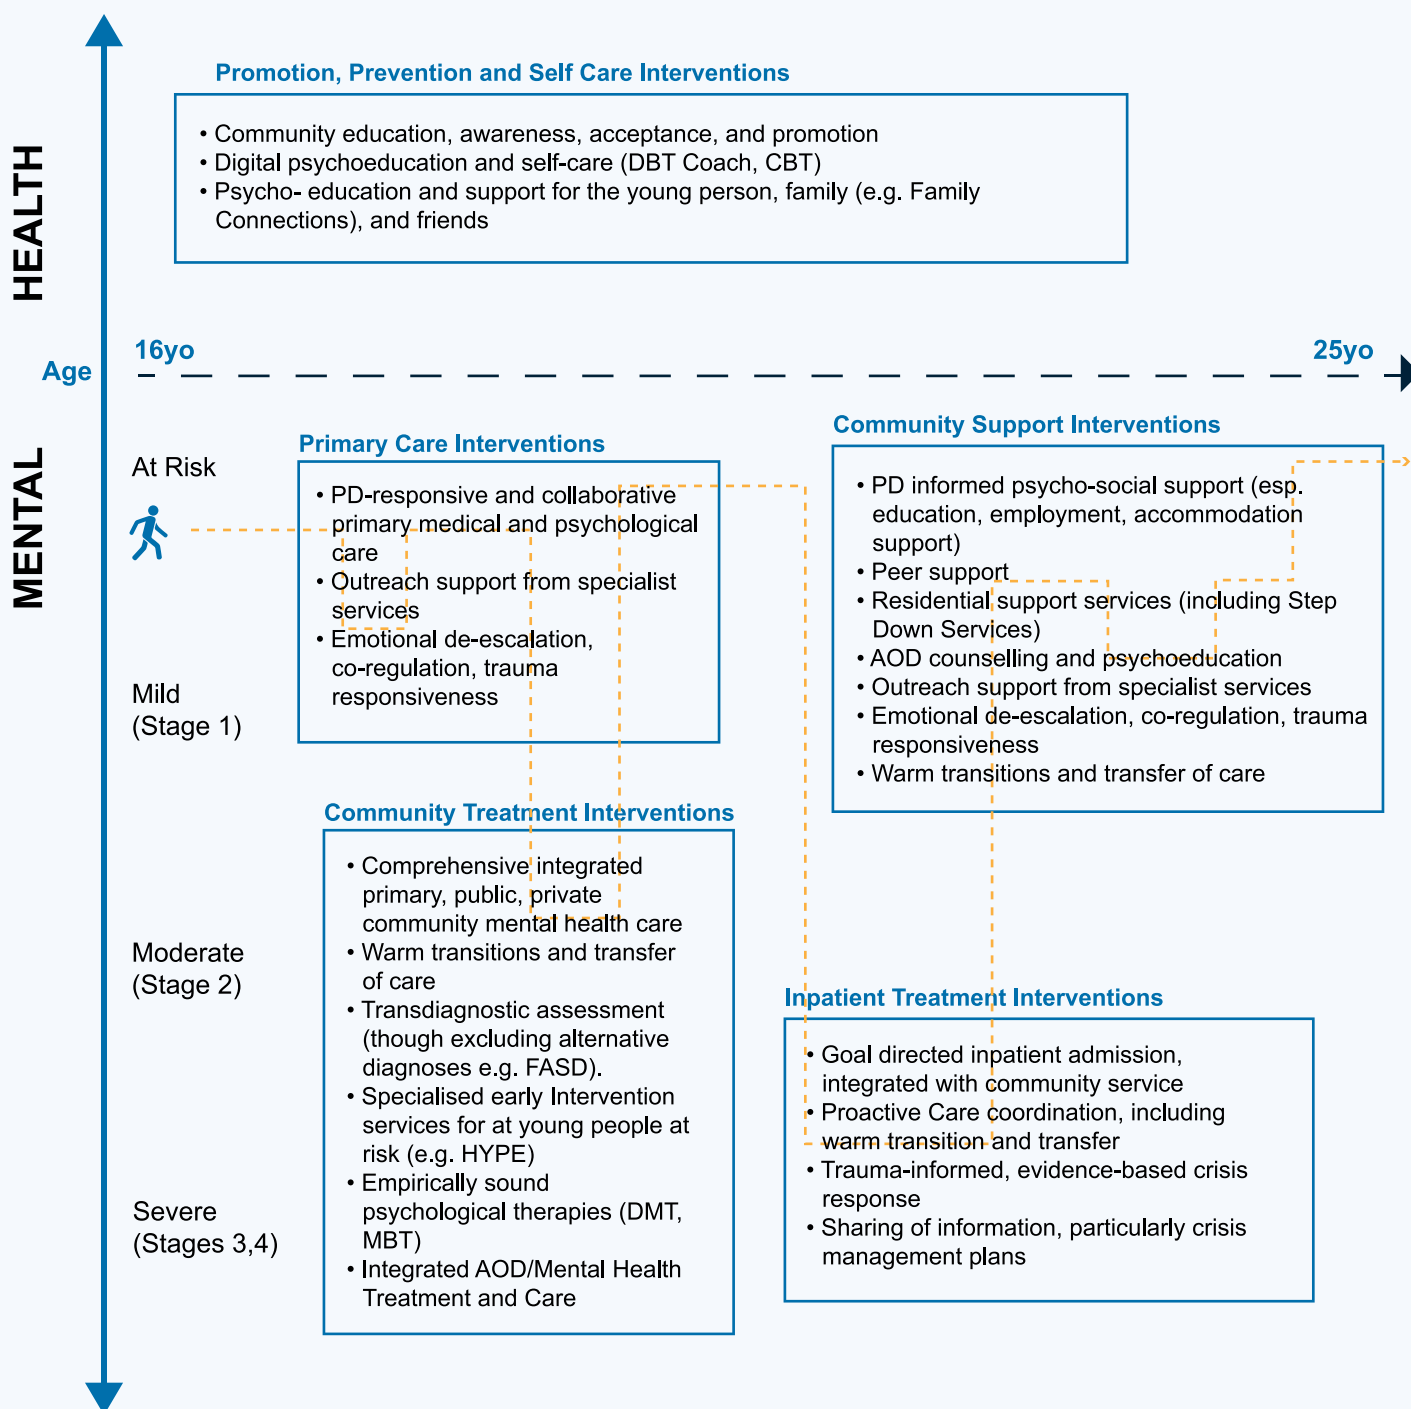 HEALTH
Promotion, Prevention and Self Care Interventions
• Community education, awareness, acceptance, and promotion
• Digital psychoeducation and self-care (DBT Coach, CBT)
• Psycho- education and support for the young person, family (e.g. Family
Connections), and friends
Age
16yo
25yo
MENTAL
At Risk
Mild
(Stage 1)
Moderate
(Stage 2)
Severe
(Stages 3,4)
Primary Care Interventions
• PD-responsive and collaborative
primary medical and psychological
care
• Outreach support from specialist
services
• Emotional de-escalation,
co-regulation, trauma
responsiveness
Community Treatment Interventions
• Comprehensive integrated
primary, public, private
community mental health care
• Warm transitions and transfer
of care
• Transdiagnostic assessment
(though excluding alternative
diagnoses e.g. FASD).
• Specialised early Intervention
services for at young people at
risk (e.g. HYPE)
• Empirically sound
psychological therapies (DMT,
MBT)
• Integrated AOD/Mental Health
Treatment and Care
Community Support Interventions
• PD informed psycho-social support (esp.
education, employment, accommodation
support)
• Peer support
• Residential support services (including Step
Down Services)
• AOD counselling and psychoeducation
• Outreach support from specialist services
• Emotional de-escalation, co-regulation, trauma
responsiveness
• Warm transitions and transfer of care
Inpatient Treatment Interventions
• Goal directed inpatient admission,
integrated with community service
• Proactive Care coordination, including
warm transition and transfer
• Trauma-informed, evidence-based crisis
response
• Sharing of information, particularly crisis
management plans